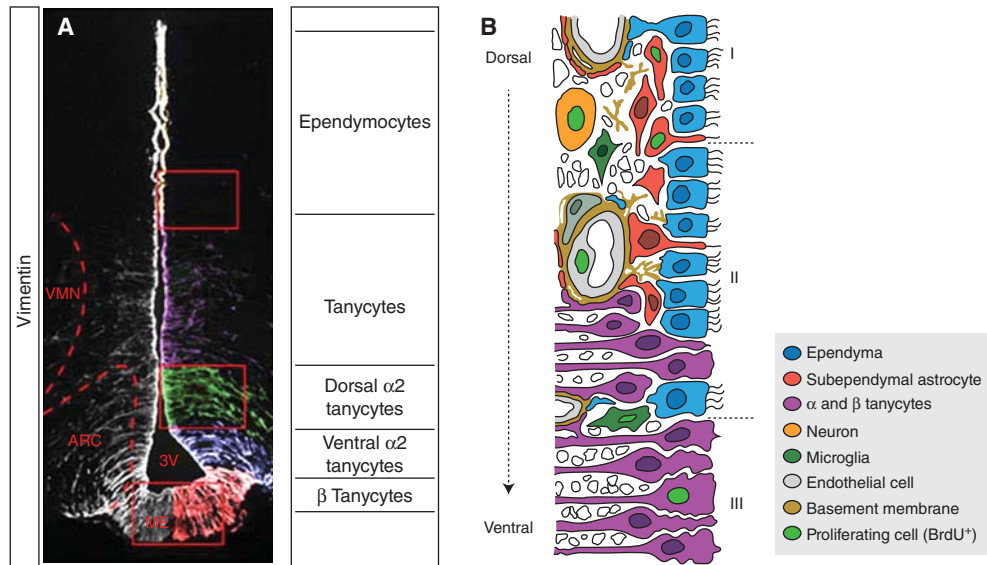 Vimentin
A
VMN
ARC
3V
ME
Ependymocytes
Tanycytes
Dorsal α2
tanycytes
Ventral α2
tanycytes
β Tanycytes
B
Dorsal
Ventral
I
II
III
Ependyma
Subependymal astrocyte
α and β tanycytes
Neuron
Microglia
Endothelial cell
Basement membrane
Proliferating cell (BrdU⁺)